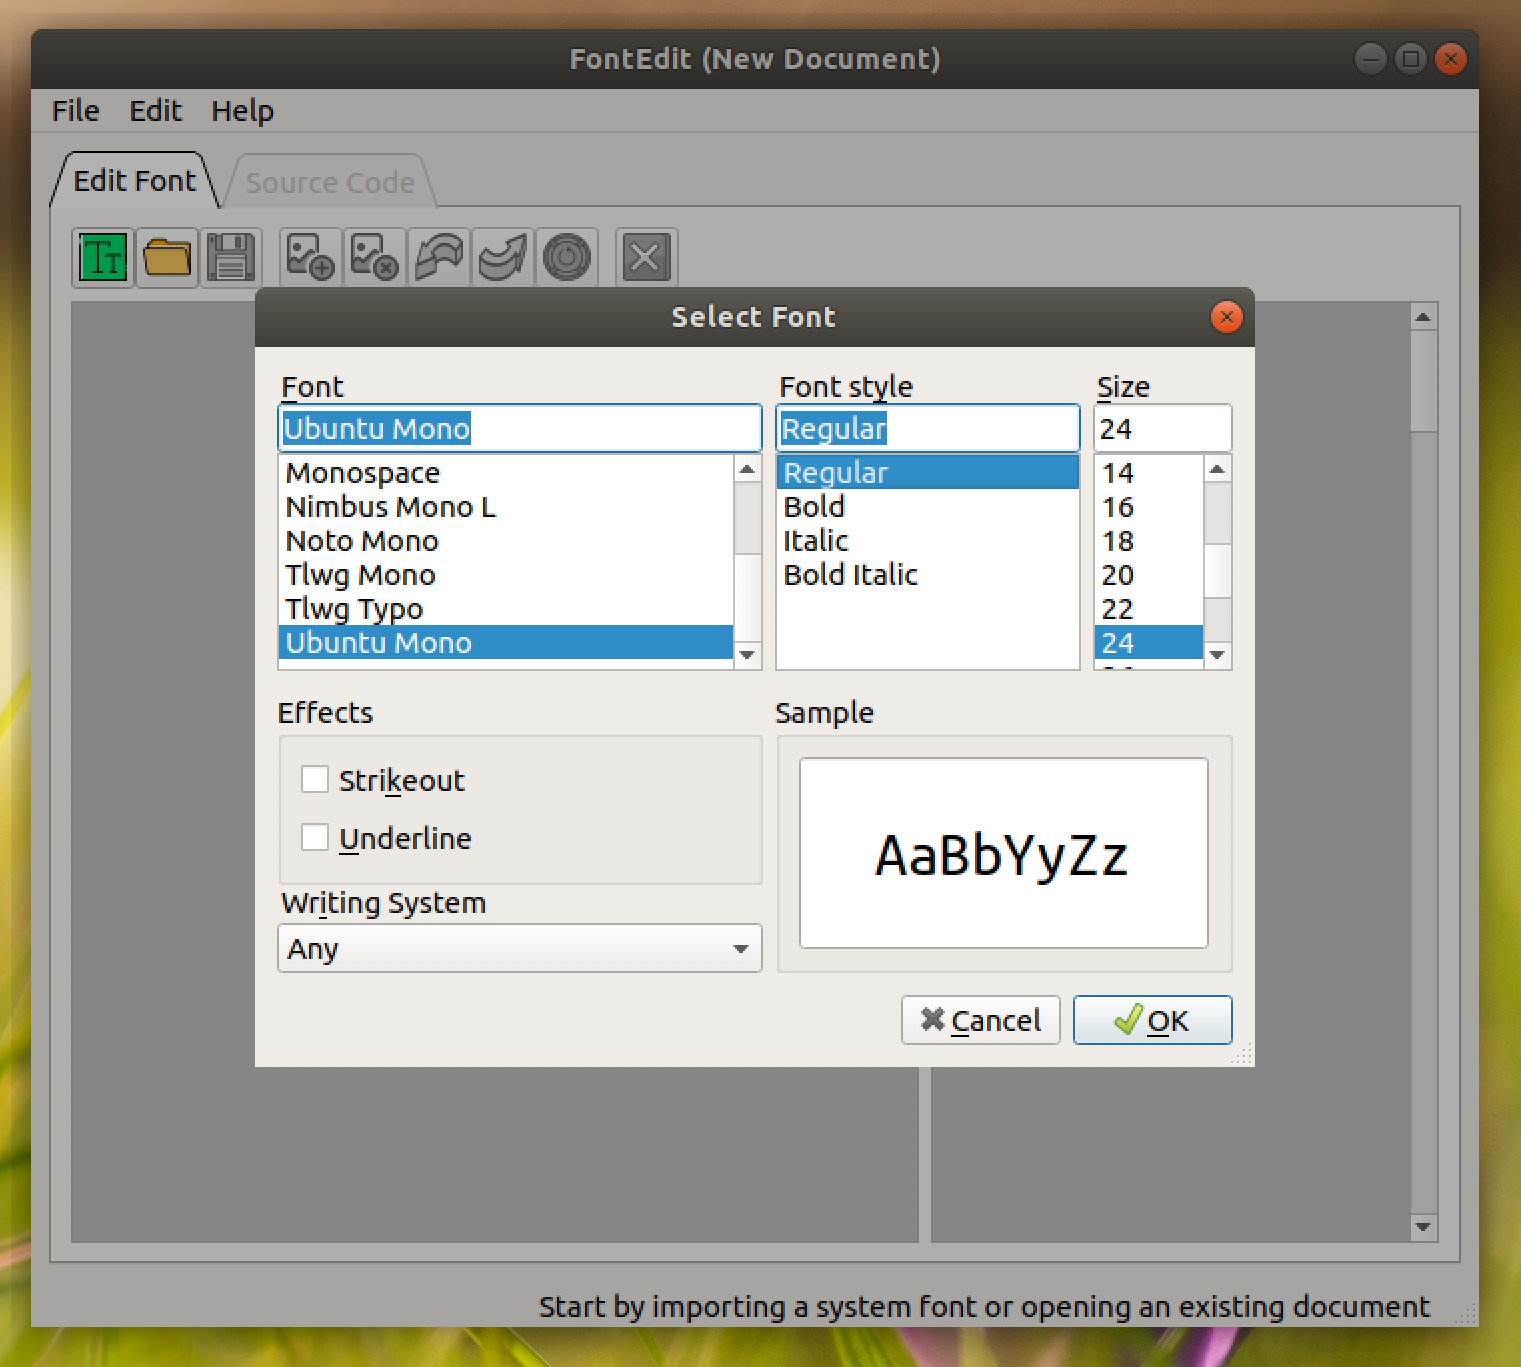 FontEdit (New Document)
File Edit Help
Edit Font Source Code
TT
Select Font
Font Font style Size
Ubuntu Mono Regular 24
Monospace Regular 14
Nimbus Mono L Bold 16
Noto Mono Italic 18
Tlwg Mono Bold Italic 20
Tlwg Typo 22
Ubuntu Mono 24
Effects Sample
Strikeout
Underline
AaBbYyZz
Writing System
Any
Cancel OK
Start by importing a system font or opening an existing document